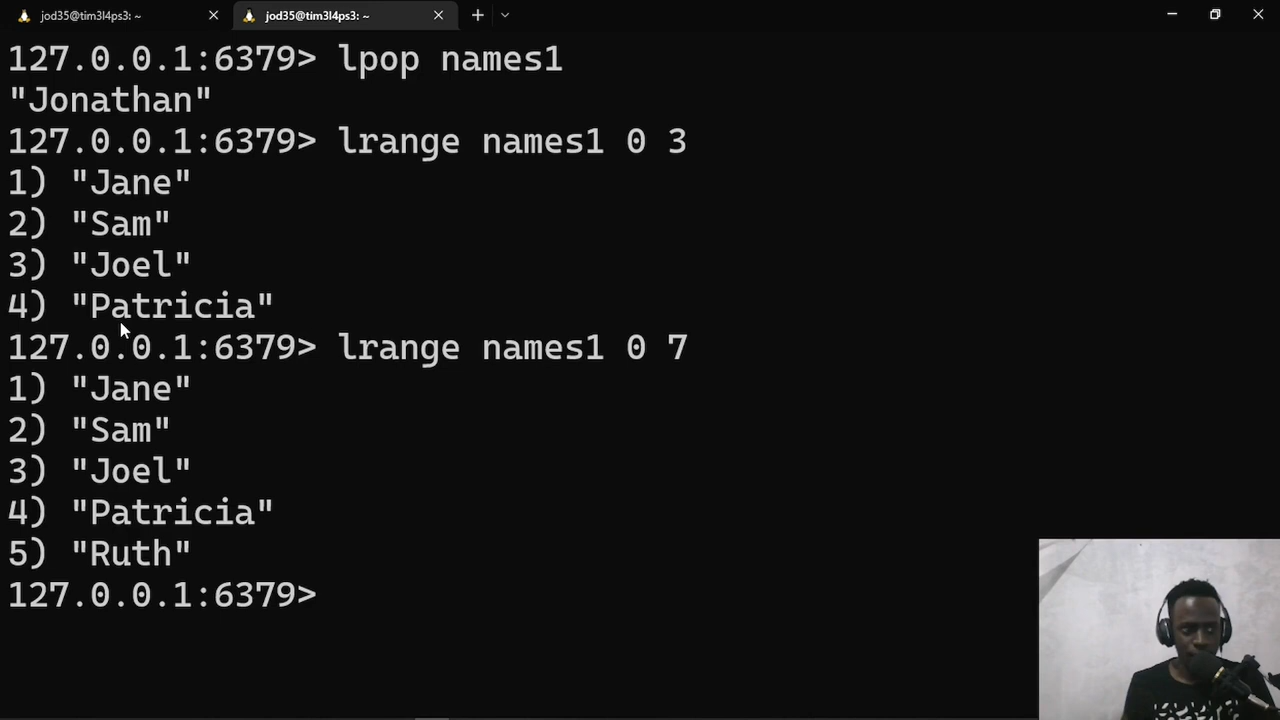 jod35@tim3l4ps3: ~
jod35@tim3l4ps3: ~
127.0.0.1:6379> lpop names1
"Jonathan"
127.0.0.1:6379> lrange names1 0 3
1) "Jane"
2) "Sam"
3) "Joel"
4) "Patricia"
127.0.0.1:6379> lrange names1 0 7
1) "Jane"
2) "Sam"
3) "Joel"
4) "Patricia"
5) "Ruth"
127.0.0.1:6379>